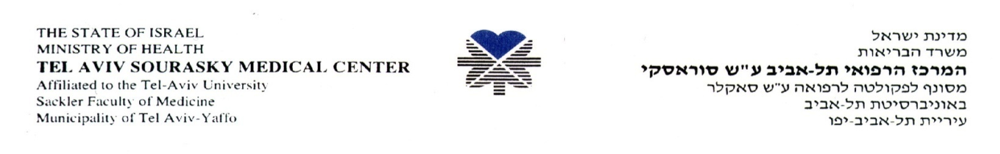 THE STATE OF ISRAEL
MINISTRY OF HEALTH
TEL AVIV SOURASKY MEDICAL CENTER
Affiliated to the Tel-Aviv University
Sackler Faculty of Medicine
Municipality of Tel Aviv-Yaffo
מדינת ישראל
משרד הבריאות
המרכז הרפואי תל-אביב ע"ש סוראסקי
מסונף לפקולטה לרפואה ע"ש סאקלר
באוניברסיטת תל-אביב
עיריית תל-אביב-יפו